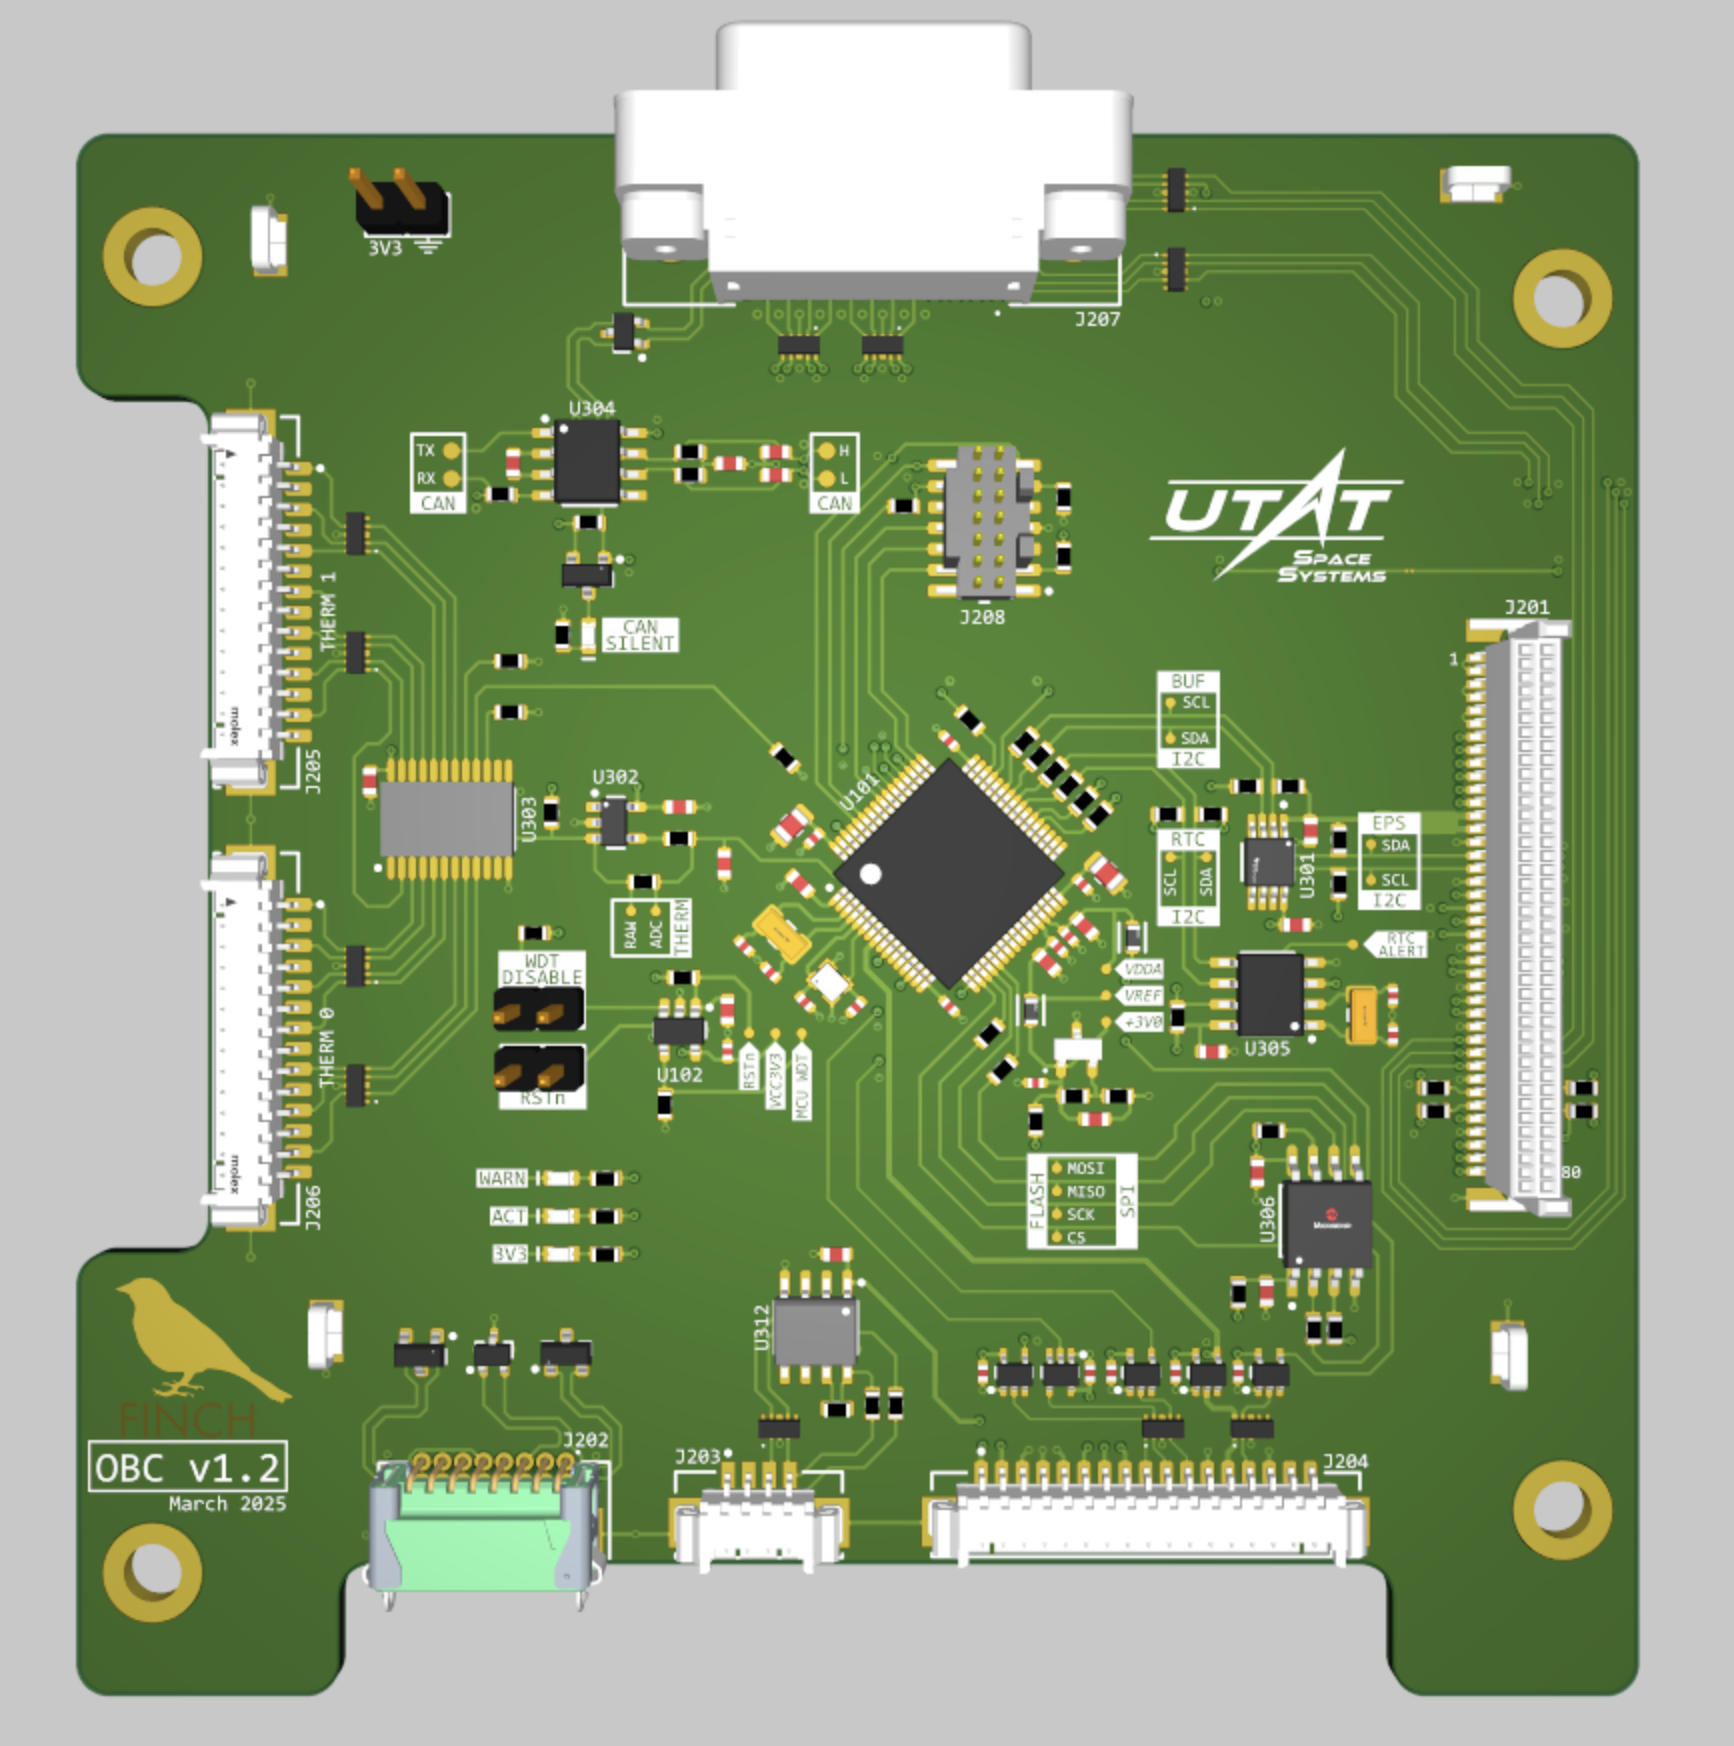 3V3
J207
U304
TX
RX
CAN
H
L
CAN
J208
UTAT
SPACE
SYSTEMS
THERM 1
CAN
SILENT
J201
1
molex
J205
BUF
SCL
SDA
I2C
U302
U303
U101
RTC
SCL
SDA
I2C
U301
EPS
SDA
SCL
I2C
RAW
ADC
THERM
WDT
DISABLE
RTC
ALERT
VDDA
VREF
+3V0
U305
THERM 0
RSTn
U102
RSTn
VCC3V3
MCU WDT
molex
J206
WARN
ACT
3V3
FLASH
MOSI
MISO
SCK
CS
SPI
U306
80
U312
FINCH
OBC v1.2
March 2025
J202
J203
J204